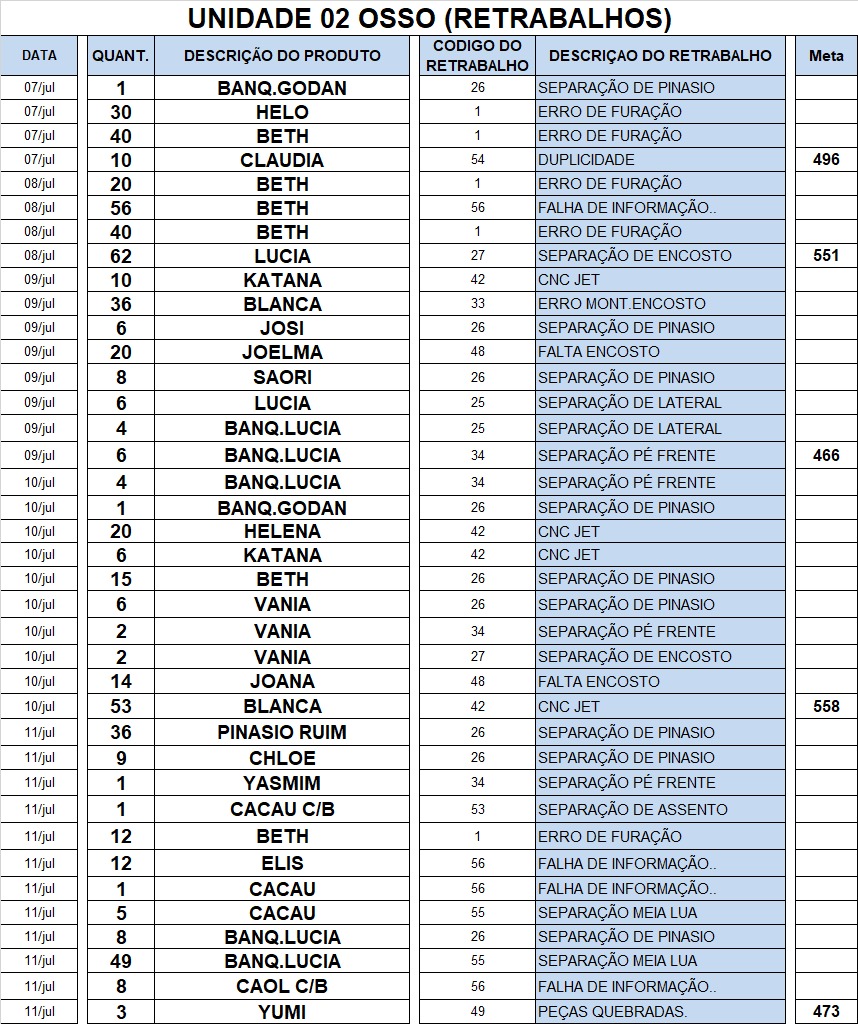 UNIDADE 02 OSSO (RETRABALHOS)
DATA QUANT. DESCRIÇÃO DO PRODUTO CODIGO DO RETRABALHO DESCRIÇAO DO RETRABALHO Meta
07/jul 1 BANQ.GODAN 26 SEPARAÇÃO DE PINASIO
07/jul 30 HELO 1 ERRO DE FURAÇÃO
07/jul 40 BETH 1 ERRO DE FURAÇÃO
07/jul 10 CLAUDIA 54 DUPLICIDADE 496
08/jul 20 BETH 1 ERRO DE FURAÇÃO
08/jul 56 BETH 56 FALHA DE INFORMAÇÃO..
08/jul 40 BETH 1 ERRO DE FURAÇÃO
08/jul 62 LUCIA 27 SEPARAÇÃO DE ENCOSTO 551
09/jul 10 KATANA 42 CNC JET
09/jul 36 BLANCA 33 ERRO MONT.ENCOSTO
09/jul 6 JOSI 26 SEPARAÇÃO DE PINASIO
09/jul 20 JOELMA 48 FALTA ENCOSTO
09/jul 8 SAORI 26 SEPARAÇÃO DE PINASIO
09/jul 6 LUCIA 25 SEPARAÇÃO DE LATERAL
09/jul 4 BANQ.LUCIA 25 SEPARAÇÃO DE LATERAL
09/jul 6 BANQ.LUCIA 34 SEPARAÇÃO PÉ FRENTE 466
10/jul 4 BANQ.LUCIA 34 SEPARAÇÃO PÉ FRENTE
10/jul 1 BANQ.GODAN 26 SEPARAÇÃO DE PINASIO
10/jul 20 HELENA 42 CNC JET
10/jul 6 KATANA 42 CNC JET
10/jul 15 BETH 26 SEPARAÇÃO DE PINASIO
10/jul 6 VANIA 26 SEPARAÇÃO DE PINASIO
10/jul 2 VANIA 34 SEPARAÇÃO PÉ FRENTE
10/jul 2 VANIA 27 SEPARAÇÃO DE ENCOSTO
10/jul 14 JOANA 48 FALTA ENCOSTO
10/jul 53 BLANCA 42 CNC JET 558
11/jul 36 PINASIO RUIM 26 SEPARAÇÃO DE PINASIO
11/jul 9 CHLOE 26 SEPARAÇÃO DE PINASIO
11/jul 1 YASMIM 34 SEPARAÇÃO PÉ FRENTE
11/jul 1 CACAU C/B 53 SEPARAÇÃO DE ASSENTO
11/jul 12 BETH 1 ERRO DE FURAÇÃO
11/jul 12 ELIS 56 FALHA DE INFORMAÇÃO..
11/jul 1 CACAU 56 FALHA DE INFORMAÇÃO..
11/jul 5 CACAU 55 SEPARAÇÃO MEIA LUA
11/jul 8 BANQ.LUCIA 26 SEPARAÇÃO DE PINASIO
11/jul 49 BANQ.LUCIA 55 SEPARAÇÃO MEIA LUA
11/jul 8 CAOL C/B 56 FALHA DE INFORMAÇÃO..
11/jul 3 YUMI 49 PEÇAS QUEBRADAS. 473